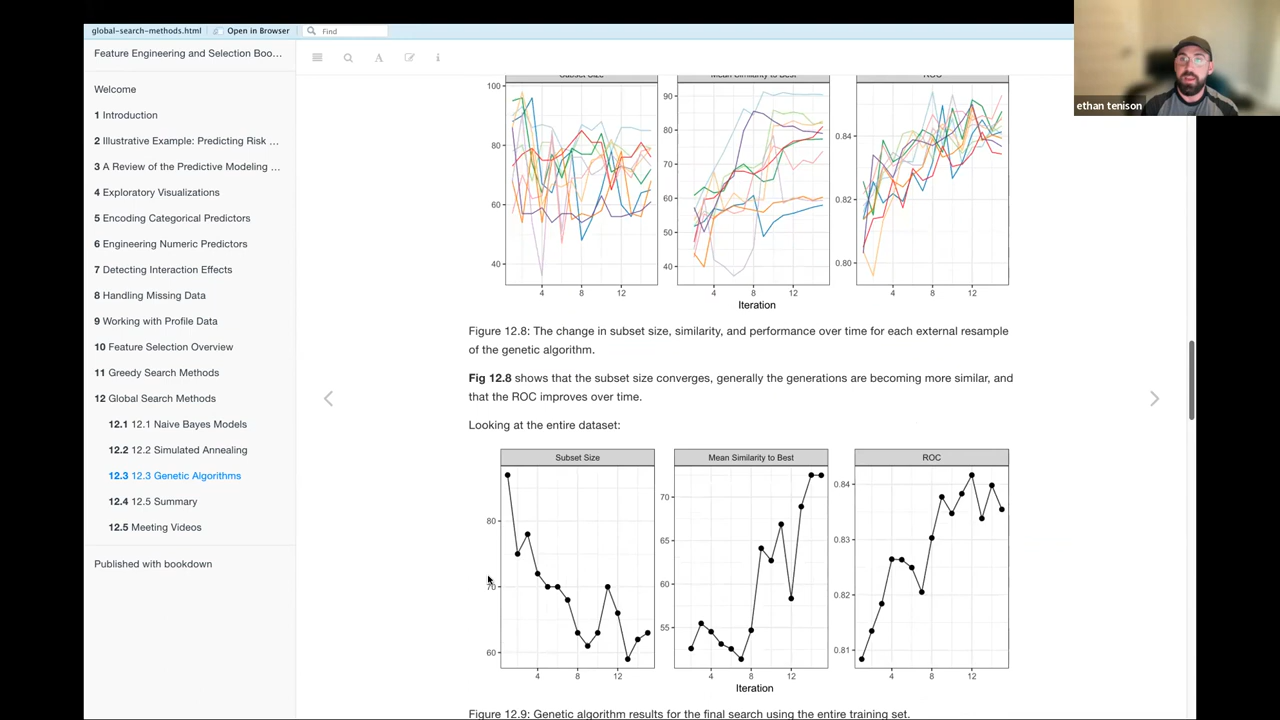 global-search-methods.html
Open in Browser
Find
Feature Engineering and Selection Boo…
Welcome
1 Introduction
2 Illustrative Example: Predicting Risk …
3 A Review of the Predictive Modeling …
4 Exploratory Visualizations
5 Encoding Categorical Predictors
6 Engineering Numeric Predictors
7 Detecting Interaction Effects
8 Handling Missing Data
9 Working with Profile Data
10 Feature Selection Overview
11 Greedy Search Methods
12 Global Search Methods
12.1 12.1 Naive Bayes Models
12.2 12.2 Simulated Annealing
12.3 12.3 Genetic Algorithms
12.4 12.5 Summary
12.5 Meeting Videos
Published with bookdown
A
i
ethan tenison
Subset Size
Mean Similarity to Best
ROC
100
80
60
40
90
80
70
60
50
40
0.84
0.82
0.80
4 8 12
4 8 12
4 8 12
Iteration
Figure 12.8: The change in subset size, similarity, and performance over time for each external resample
of the genetic algorithm.
Fig 12.8 shows that the subset size converges, generally the generations are becoming more similar, and
that the ROC improves over time.
Looking at the entire dataset:
Subset Size
Mean Similarity to Best
ROC
80
70
60
70
65
60
55
0.84
0.83
0.82
0.81
4 8 12
4 8 12
4 8 12
Iteration
Figure 12.9: Genetic algorithm results for the final search using the entire training set.